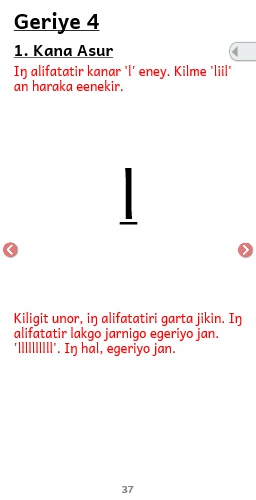 Geriye 4
1. Kana Asur
Iŋ alifatatir kanar 'l' eney. Kilme 'liil'
an haraka eenekir.
l
Kiligit unor, iŋ alifatatiri garta jikin. Iŋ
alifatatir lakgo jarnigo egeriyo jan.
'llllllllll'. Iŋ hal, egeriyo jan.
37